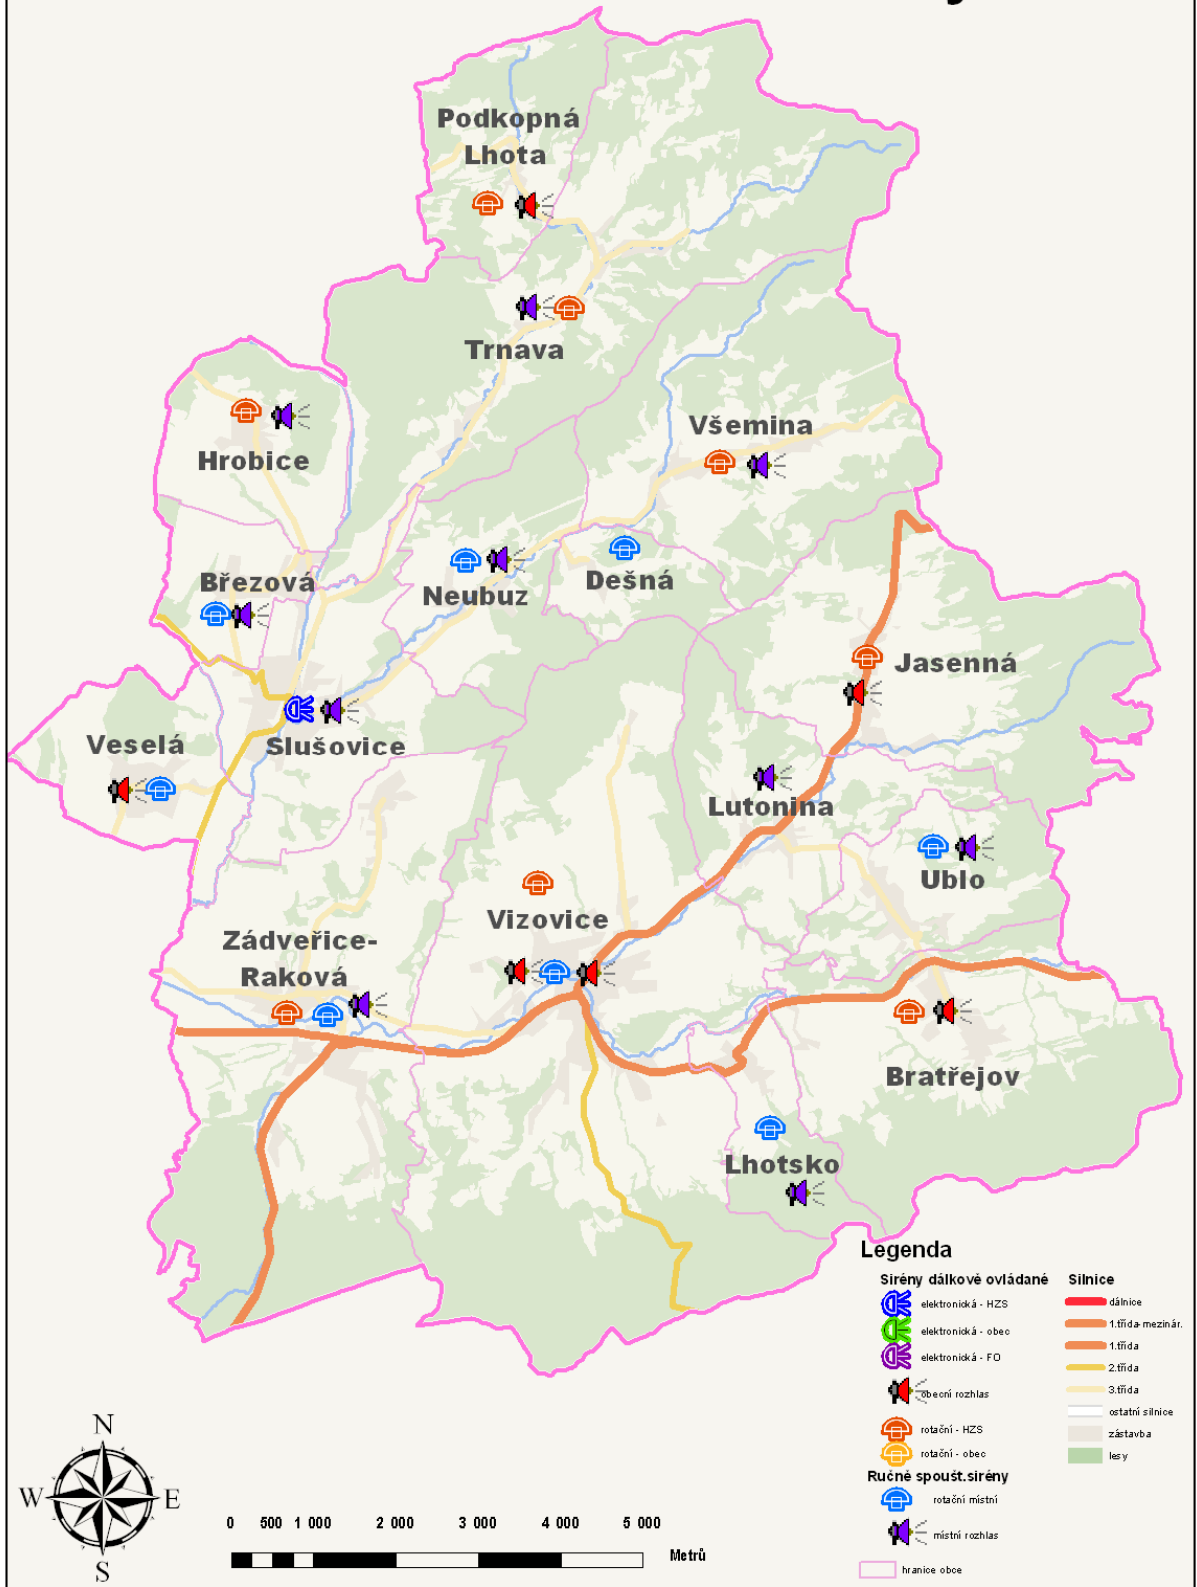 Podkopná
Lhota
Trnava
Hrobice
Všemina
Březová
Neubuz
Dešná
Jasenná
Veselá
Slušovice
Lutonina
Ublo
Vizovice
Zádveřice-
Raková
Bratřejov
Lhotsko
Legenda
Sirény dálkově ovládané
elektronická - HZS
elektronická - obec
elektronická - FO
obecní rozhlas
rotační - HZS
rotační - obec
Ručně spoušt.sirény
rotační místní
místní rozhlas
hranice obce
Silnice
dálnice
1.třída-mezinár.
1.třída
2.třída
3.třída
ostatní silnice
zástavba
lesy
N
W E
S
0 500 1 000 2 000 3 000 4 000 5 000
Metrů